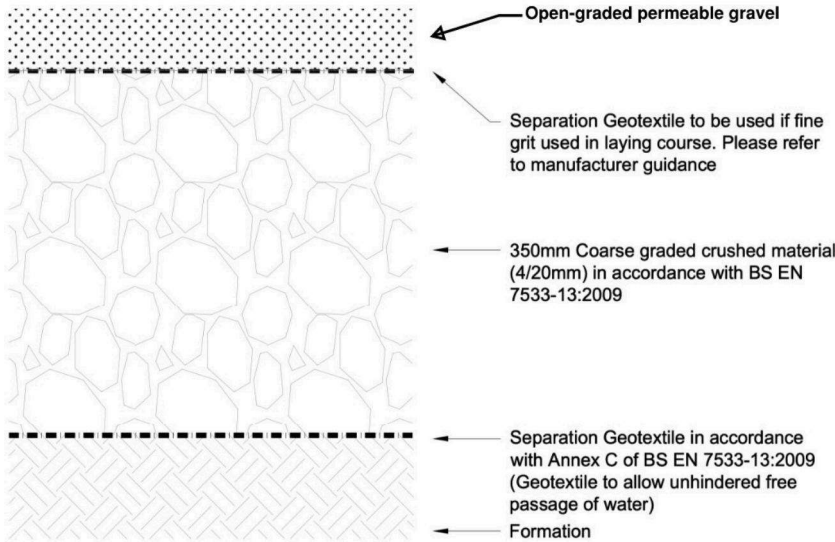 Open-graded permeable gravel
Separation Geotextile to be used if fine
grit used in laying course. Please refer
to manufacturer guidance
350mm Coarse graded crushed material
(4/20mm) in accordance with BS EN
7533-13:2009
Separation Geotextile in accordance
with Annex C of BS EN 7533-13:2009
(Geotextile to allow unhindered free
passage of water)
Formation